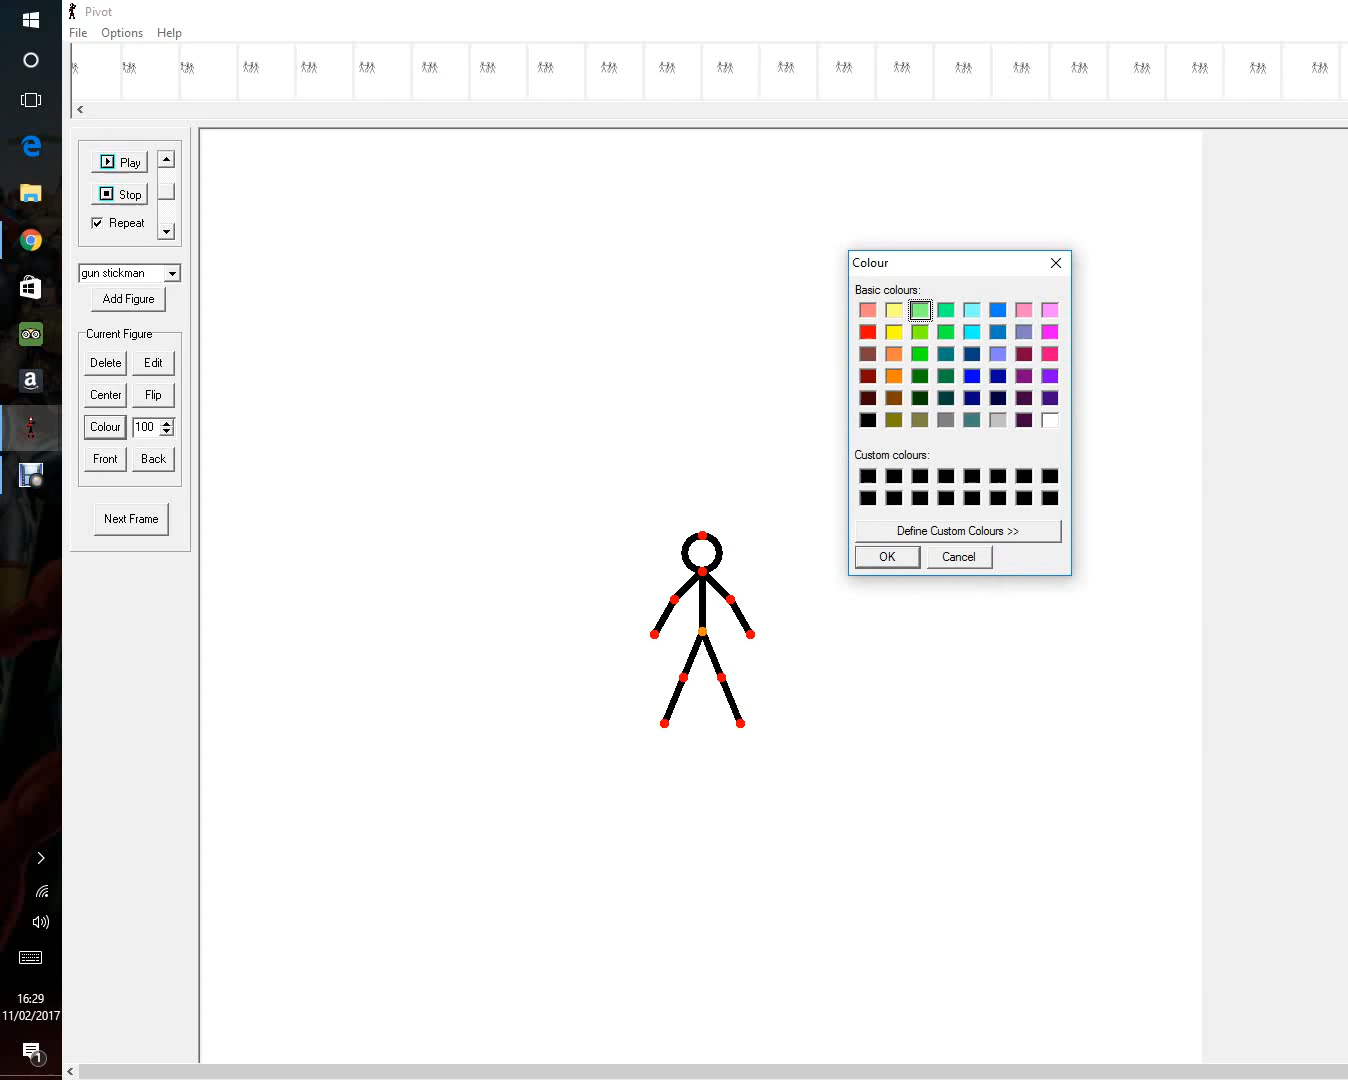 Pivot
File Options Help
Play
Stop
Repeat
gun stickman
Add Figure
Current Figure
Delete Edit
Center Flip
Colour 100
Front Back
Next Frame
Colour
Basic colours:
Custom colours:
Define Custom Colours >>
OK Cancel
a
16:29
11/02/2017
1